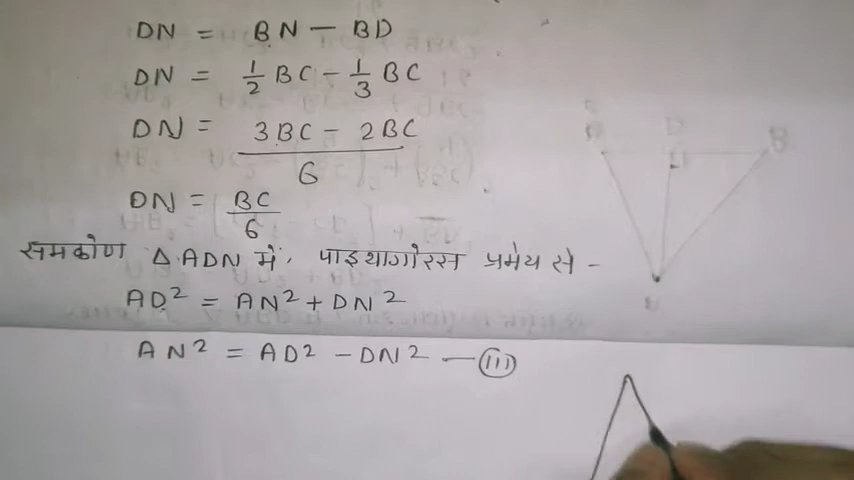 DN = BN - BD
DN = 1/2 BC - 1/3 BC
DN = (3BC - 2BC)/6
DN = BC/6
समकोण Δ ADN में, पाइथागोरस प्रमेय से -
AD² = AN² + DN²
AN² = AD² - DN² — (III)